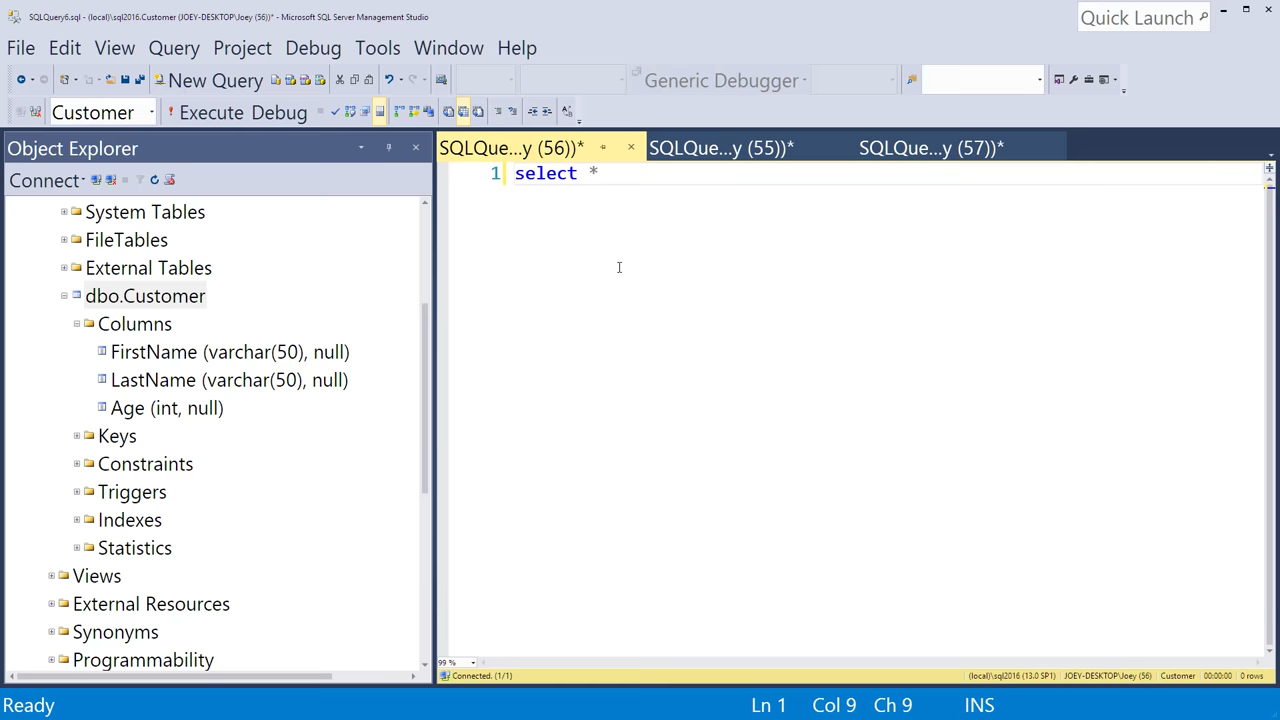 SQLQuery6.sql - (local)\sql2016.Customer (JOEY-DESKTOP\Joey (56))* - Microsoft SQL Server Management Studio
Quick Launch
File Edit View Query Project Debug Tools Window Help
New Query Generic Debugger
Customer Execute Debug
Object Explorer
SQLQue...y (56))* SQLQue...y (55))* SQLQue...y (57))*
Connect
1 select *
System Tables
FileTables
External Tables
dbo.Customer
Columns
FirstName (varchar(50), null)
LastName (varchar(50), null)
Age (int, null)
Keys
Constraints
Triggers
Indexes
Statistics
Views
External Resources
Synonyms
Programmability
99 %
Connected. (1/1) (local)\sql2016 (13.0 SP1) JOEY-DESKTOP\Joey (56) Customer 00:00:00 0 rows
Ready Ln 1 Col 9 Ch 9 INS